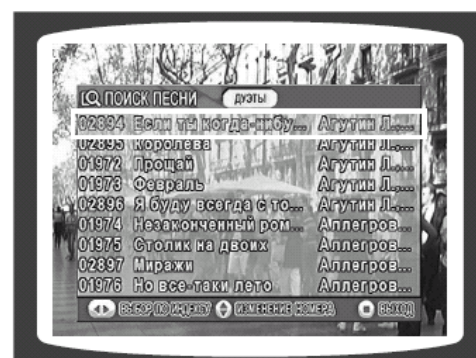 ПОИСК ПЕСНИ ДУЭТЫ
02894 Если ты когда-нибу... Агутин Л....
02895 Королева Агутин Л....
01972 Прощай Агутин Л....
01973 Февраль Агутин Л....
02896 Я буду всегда с то... Агутин Л....
01974 Незаконченный ром... Аллегров...
01975 Столик на двоих Аллегров...
02897 Миражи Аллегров...
01976 Но все-таки лето Аллегров...
ВЫБОР ПО ИНДЕКСУ ИЗМЕНЕНИЕ НОМЕРА ВЫХОД